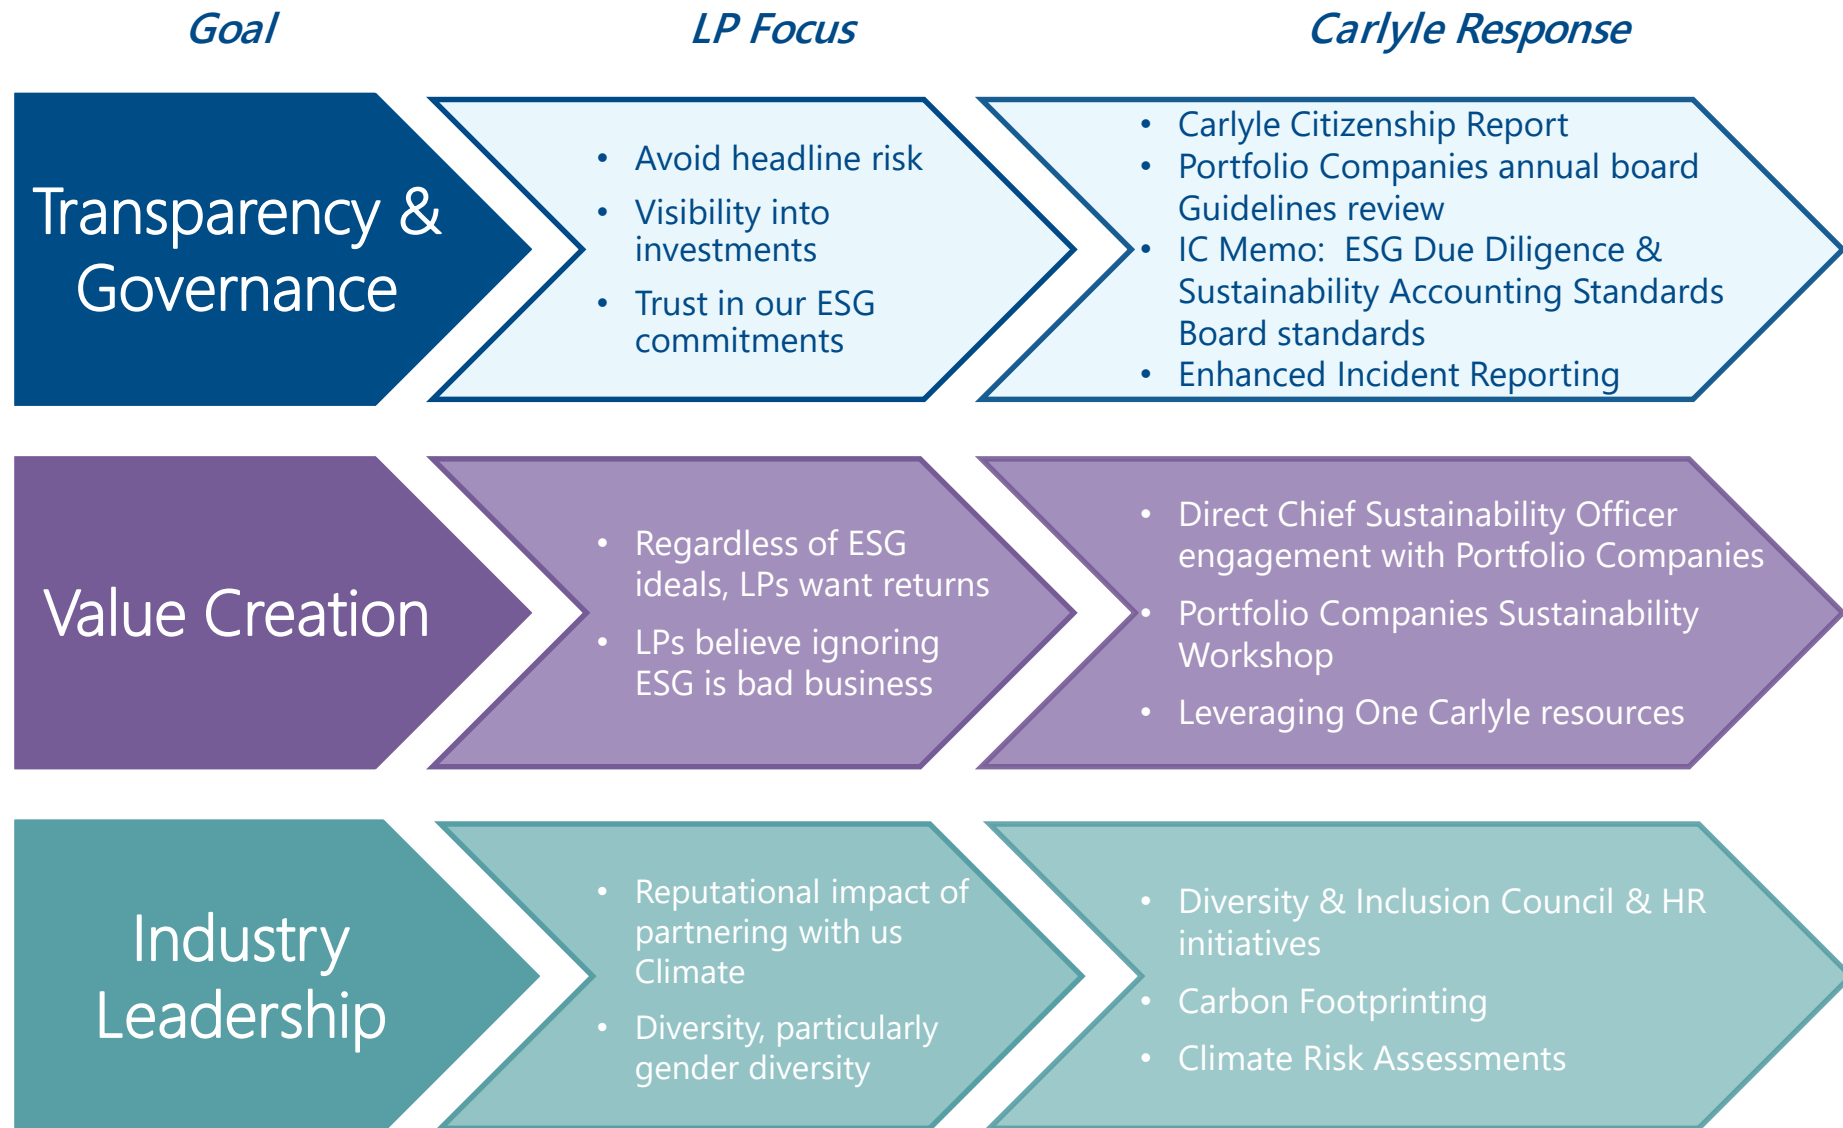 Goal
LP Focus
Carlyle Response
Transparency &
Governance
• Avoid headline risk
• Visibility into
investments
• Trust in our ESG
commitments
• Carlyle Citizenship Report
• Portfolio Companies annual board
Guidelines review
• IC Memo: ESG Due Diligence &
Sustainability Accounting Standards
Board standards
• Enhanced Incident Reporting
Value Creation
• Regardless of ESG
ideals, LPs want returns
• LPs believe ignoring
ESG is bad business
• Direct Chief Sustainability Officer
engagement with Portfolio Companies
• Portfolio Companies Sustainability
Workshop
• Leveraging One Carlyle resources
Industry
Leadership
• Reputational impact of
partnering with us
Climate
• Diversity, particularly
gender diversity
• Diversity & Inclusion Council & HR
initiatives
• Carbon Footprinting
• Climate Risk Assessments